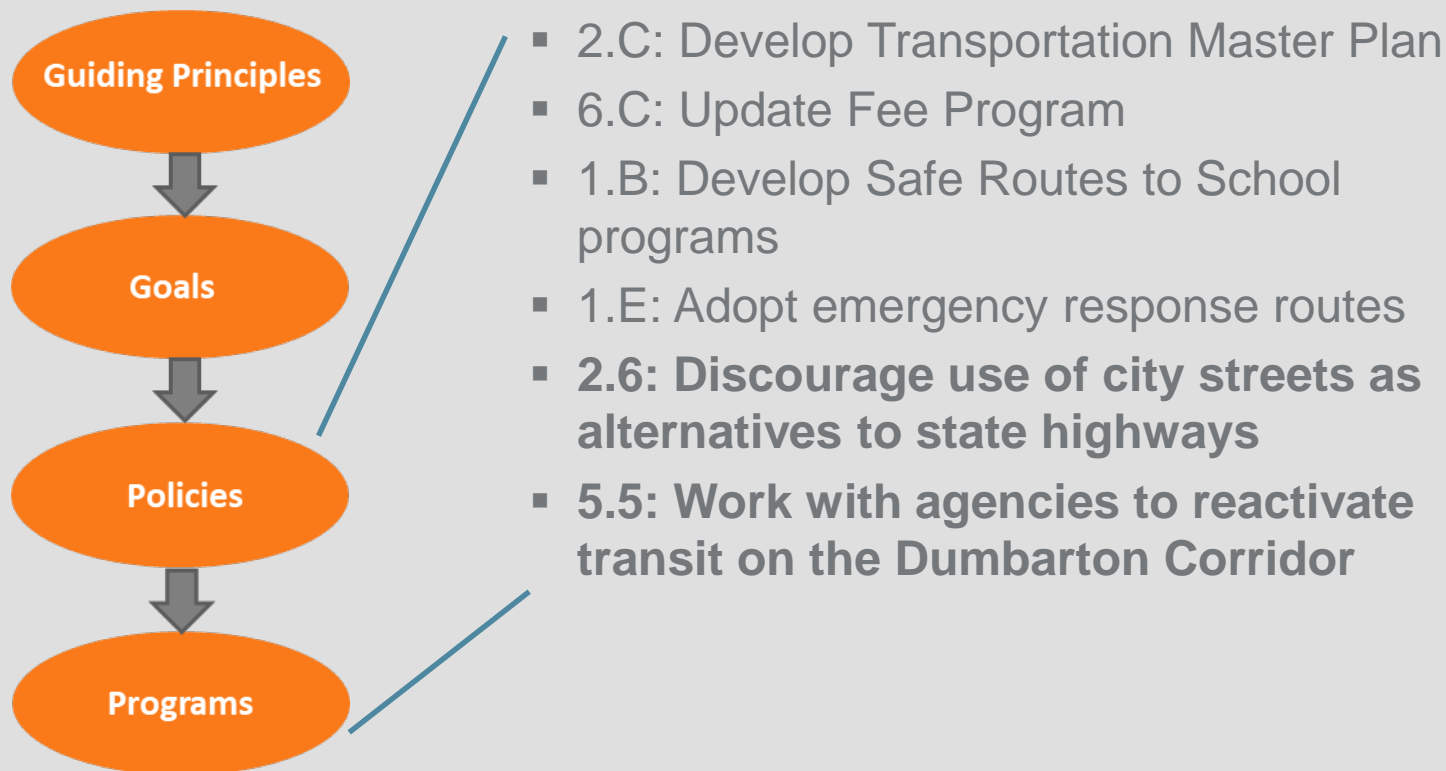 Guiding Principles
Goals
Policies
Programs
▪ 2.C: Develop Transportation Master Plan
▪ 6.C: Update Fee Program
▪ 1.B: Develop Safe Routes to School
programs
▪ 1.E: Adopt emergency response routes
▪ 2.6: Discourage use of city streets as
alternatives to state highways
▪ 5.5: Work with agencies to reactivate
transit on the Dumbarton Corridor